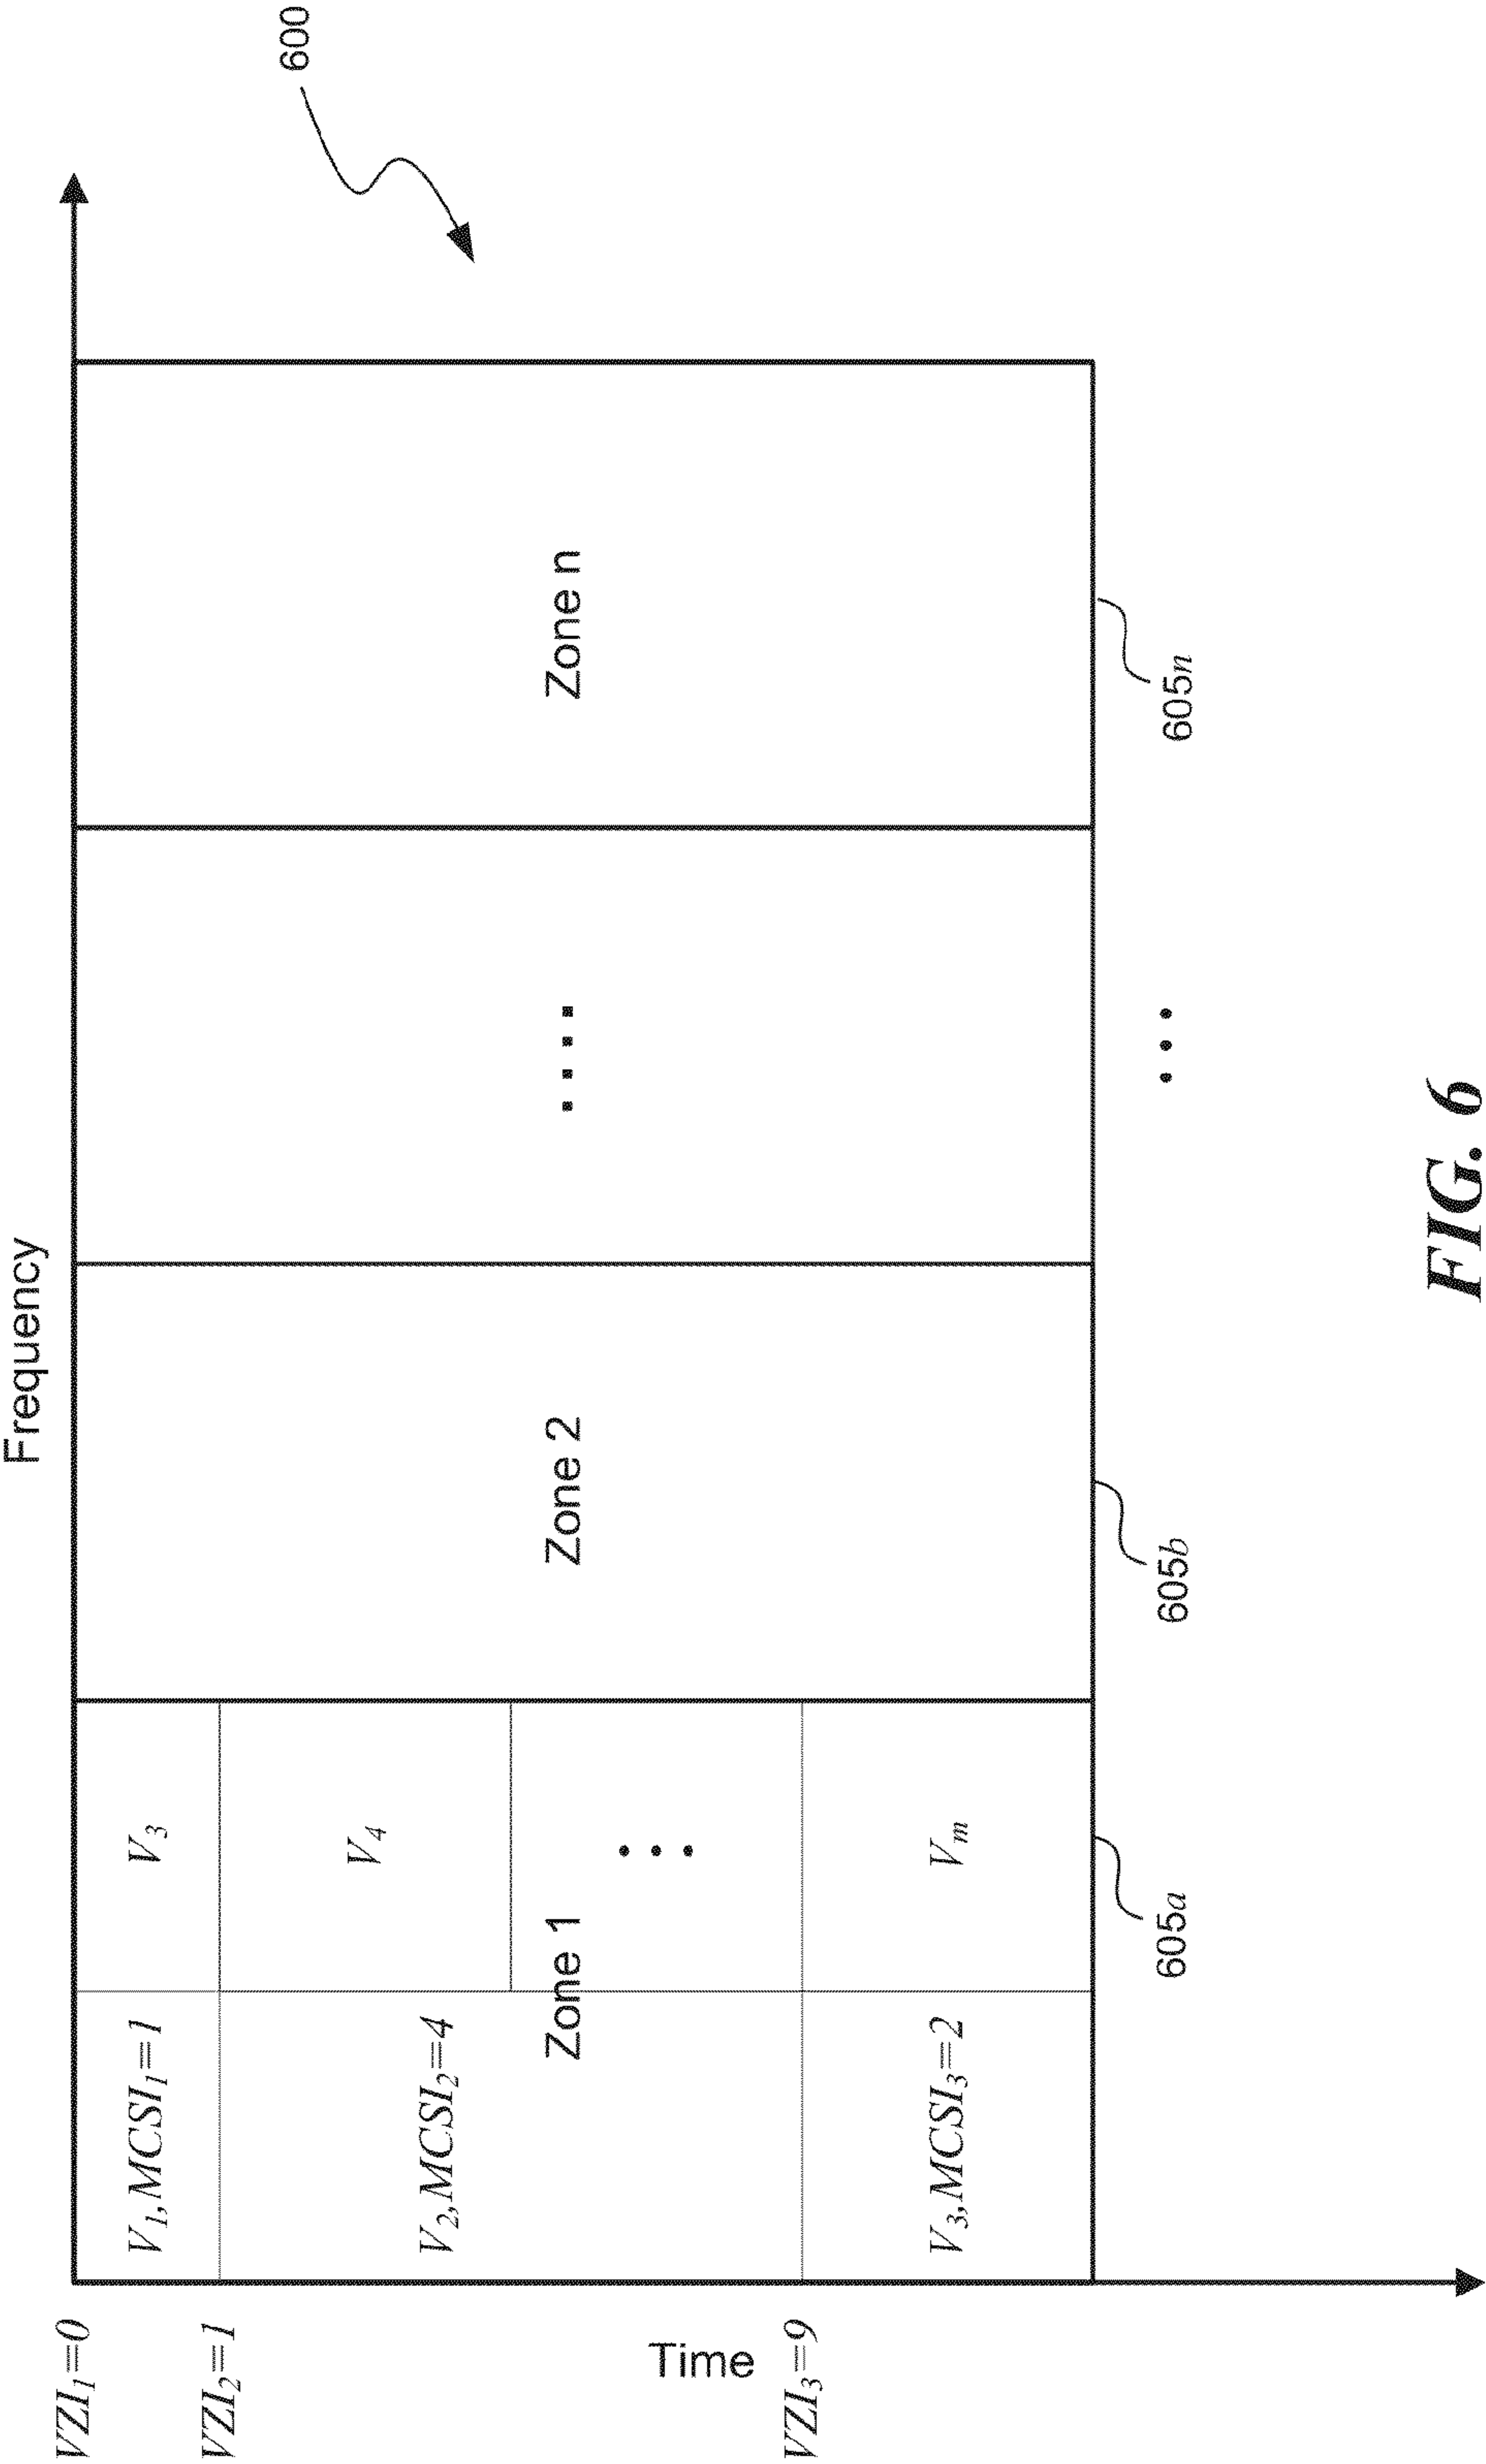 600
Frequency
VZI₁=0
V₁,MCSI₁=1
V₃
VZI₂=1
V₂,MCSI₂=4
V₄
Zone 1
Zone 2
....
Zone n
Time
...
VZI₃=9
V₃,MCSI₃=2
Vₘ
605a
605b
...
605n
FIG. 6